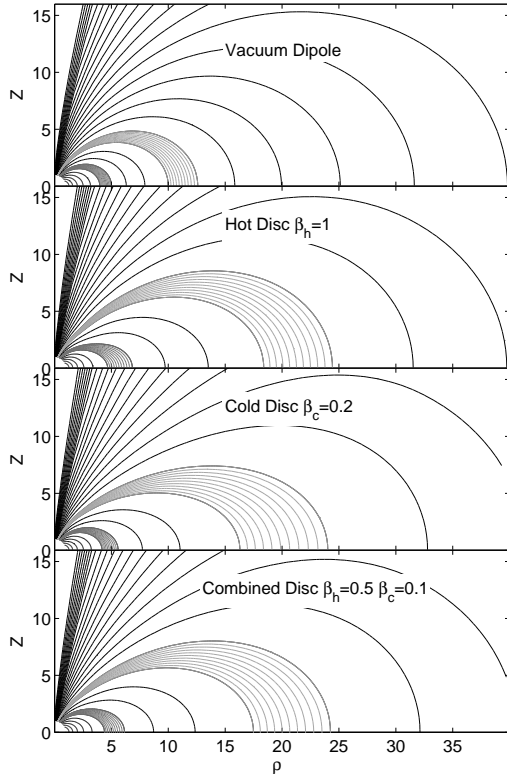 15
10
5
0
Z
Vacuum Dipole
15
10
5
0
Z
Hot Disc β_h=1
15
10
5
0
Z
Cold Disc β_c=0.2
15
10
5
0
Z
Combined Disc β_h=0.5 β_c=0.1
5 10 15 20 25 30 35
ρ